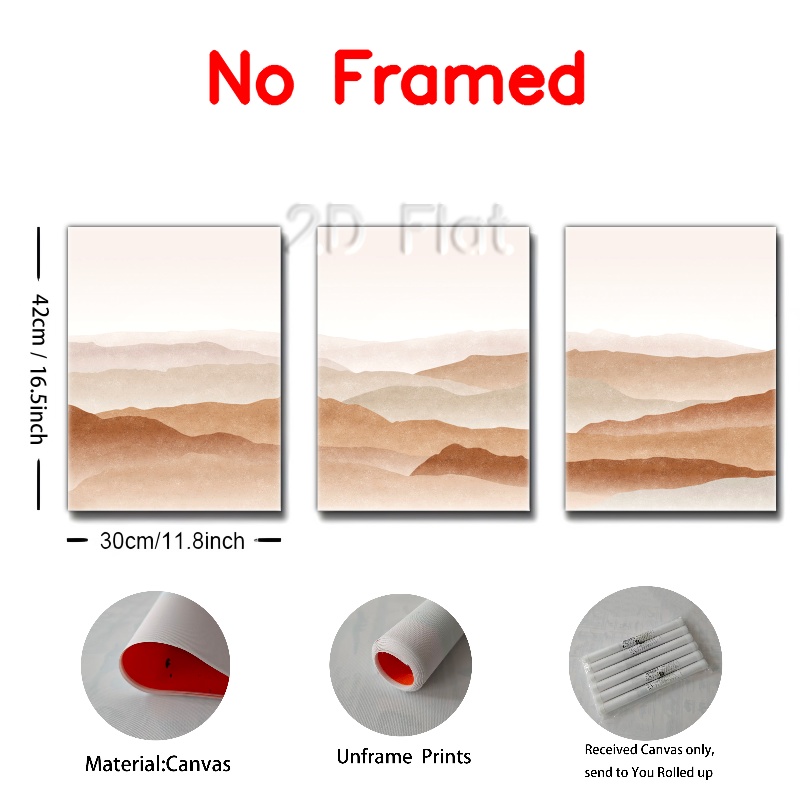 No Framed
2D Flat
42cm / 16.5inch
30cm/11.8inch
Material:Canvas
Unframe Prints
Received Canvas only,
send to You Rolled up